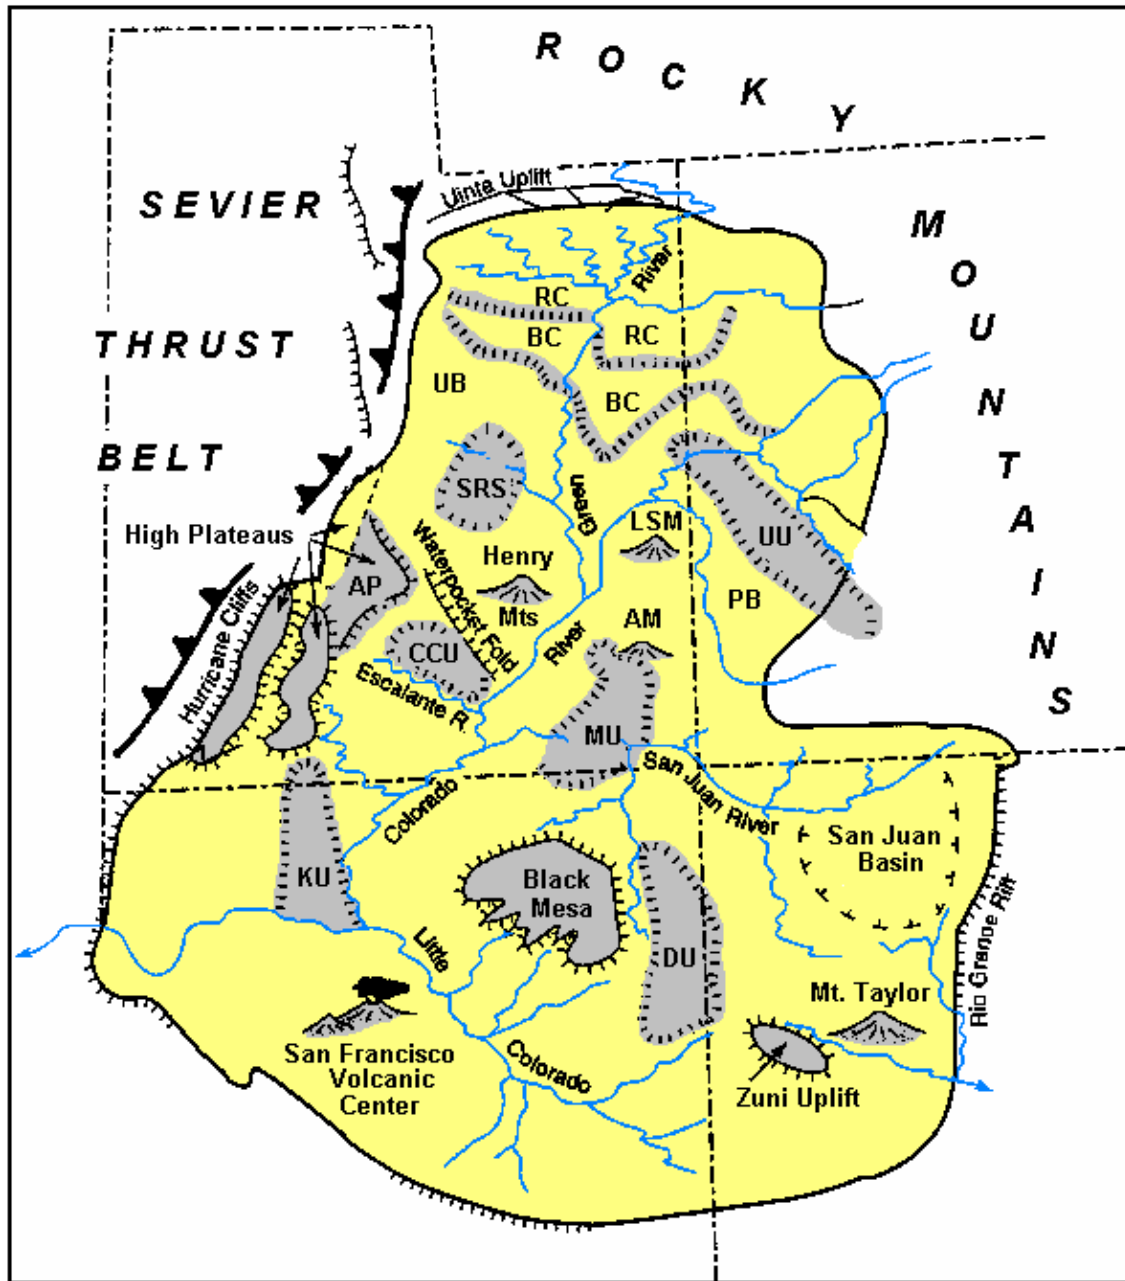 ROCKY
MOUNTAINS
SEVIER
THRUST
BELT
Uinta Uplift
River
RC
BC
RC
UB
BC
SRS
Green
LSM
UU
High Plateaus
Henry
Mts
Waterpocket Fold
AP
PB
AM
River
Hurricane Cliffs
CCU
Escalante R.
MU
San Juan River
Colorado
San Juan
Basin
KU
Black
Mesa
Rio Grande Rift
Little
DU
Mt. Taylor
San Francisco
Volcanic
Center
Colorado
Zuni Uplift